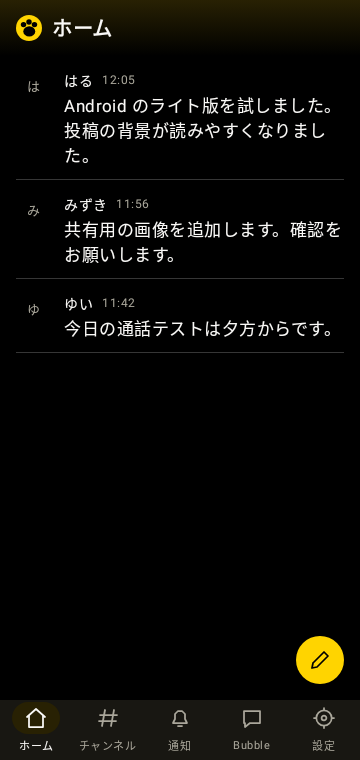 ホーム
は
はる 12:05
Android のライト版を試しました。
投稿の背景が読みやすくなりまし
た。
み
みずき 11:56
共有用の画像を追加します。確認を
お願いします。
ゆ
ゆい 11:42
今日の通話テストは夕方からです。
ホーム チャンネル 通知 Bubble 設定